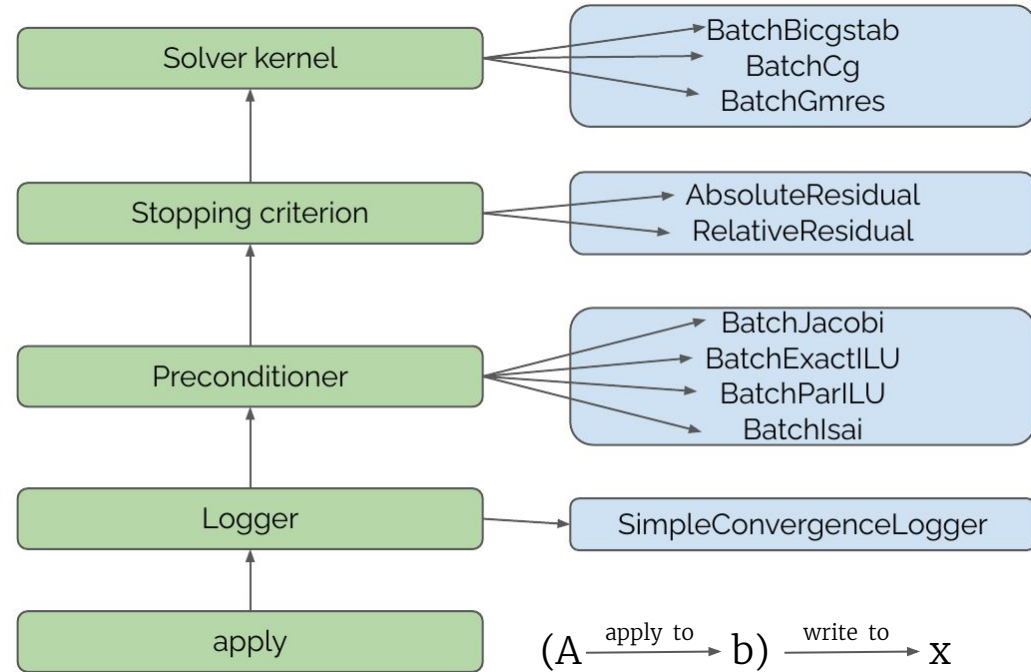 Solver kernel
BatchBicgstab
BatchCg
BatchGmres
Stopping criterion
AbsoluteResidual
RelativeResidual
Preconditioner
BatchJacobi
BatchExactILU
BatchParILU
BatchIsai
Logger
SimpleConvergenceLogger
apply
(A apply to b) write to x